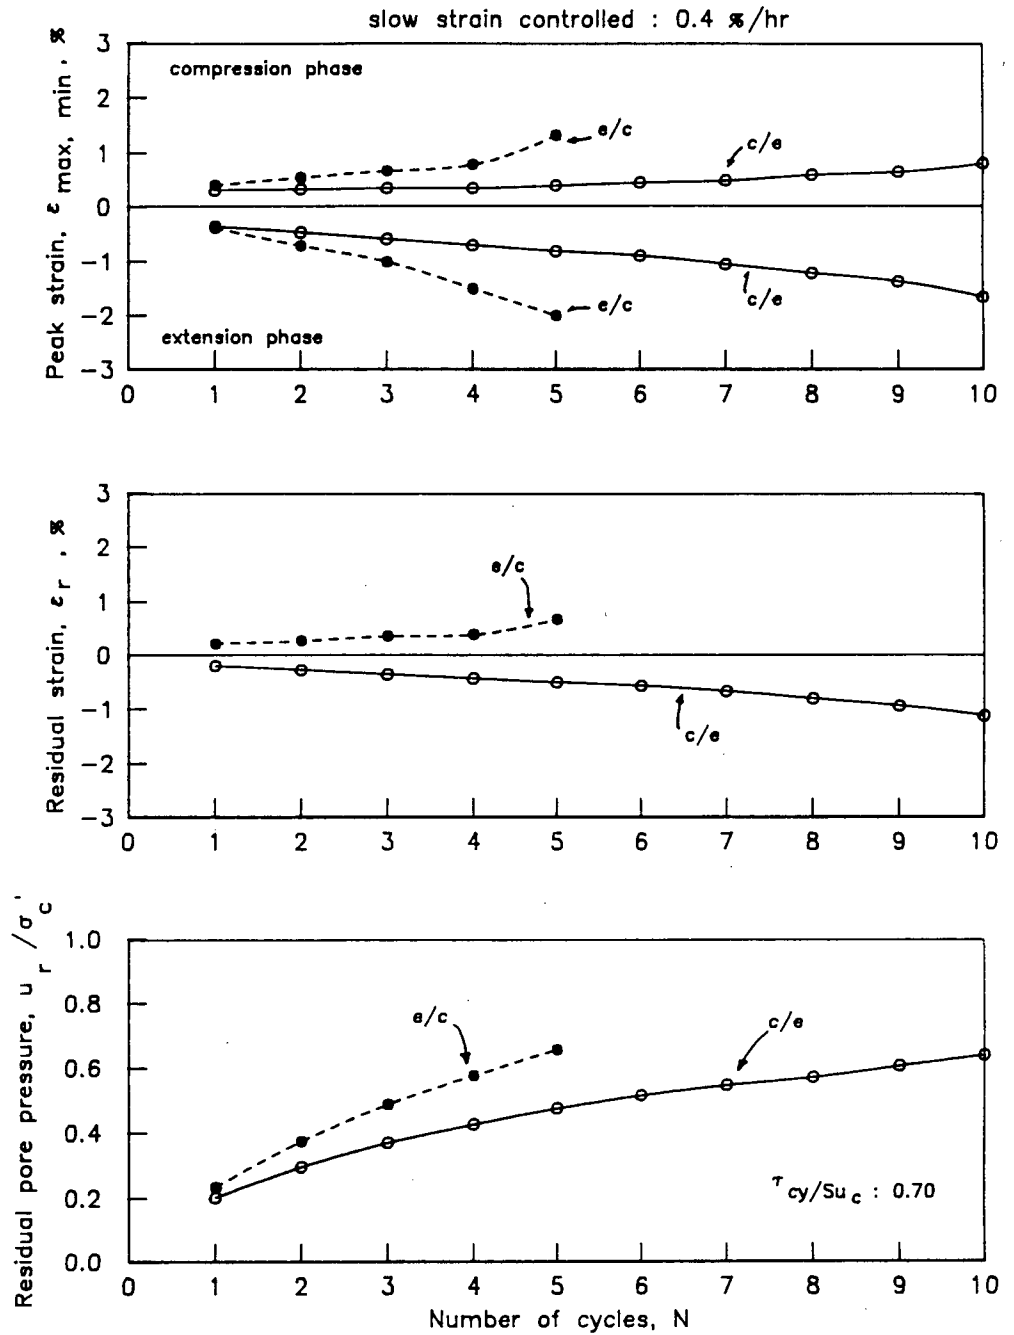 slow strain controlled : 0.4 %/hr
Peak strain, ε max, min , %
3
compression phase
2
e/c
c/e
1
0
-1
e/c
c/e
-2
extension phase
-3
0 1 2 3 4 5 6 7 8 9 10
Residual strain, ε r , %
3
2
e/c
1
0
-1
c/e
-2
-3
0 1 2 3 4 5 6 7 8 9 10
Residual pore pressure, u r /σ'c
1.0
0.8
e/c
c/e
0.6
0.4
0.2
τ cy/Su c : 0.70
0.0
0 1 2 3 4 5 6 7 8 9 10
Number of cycles, N